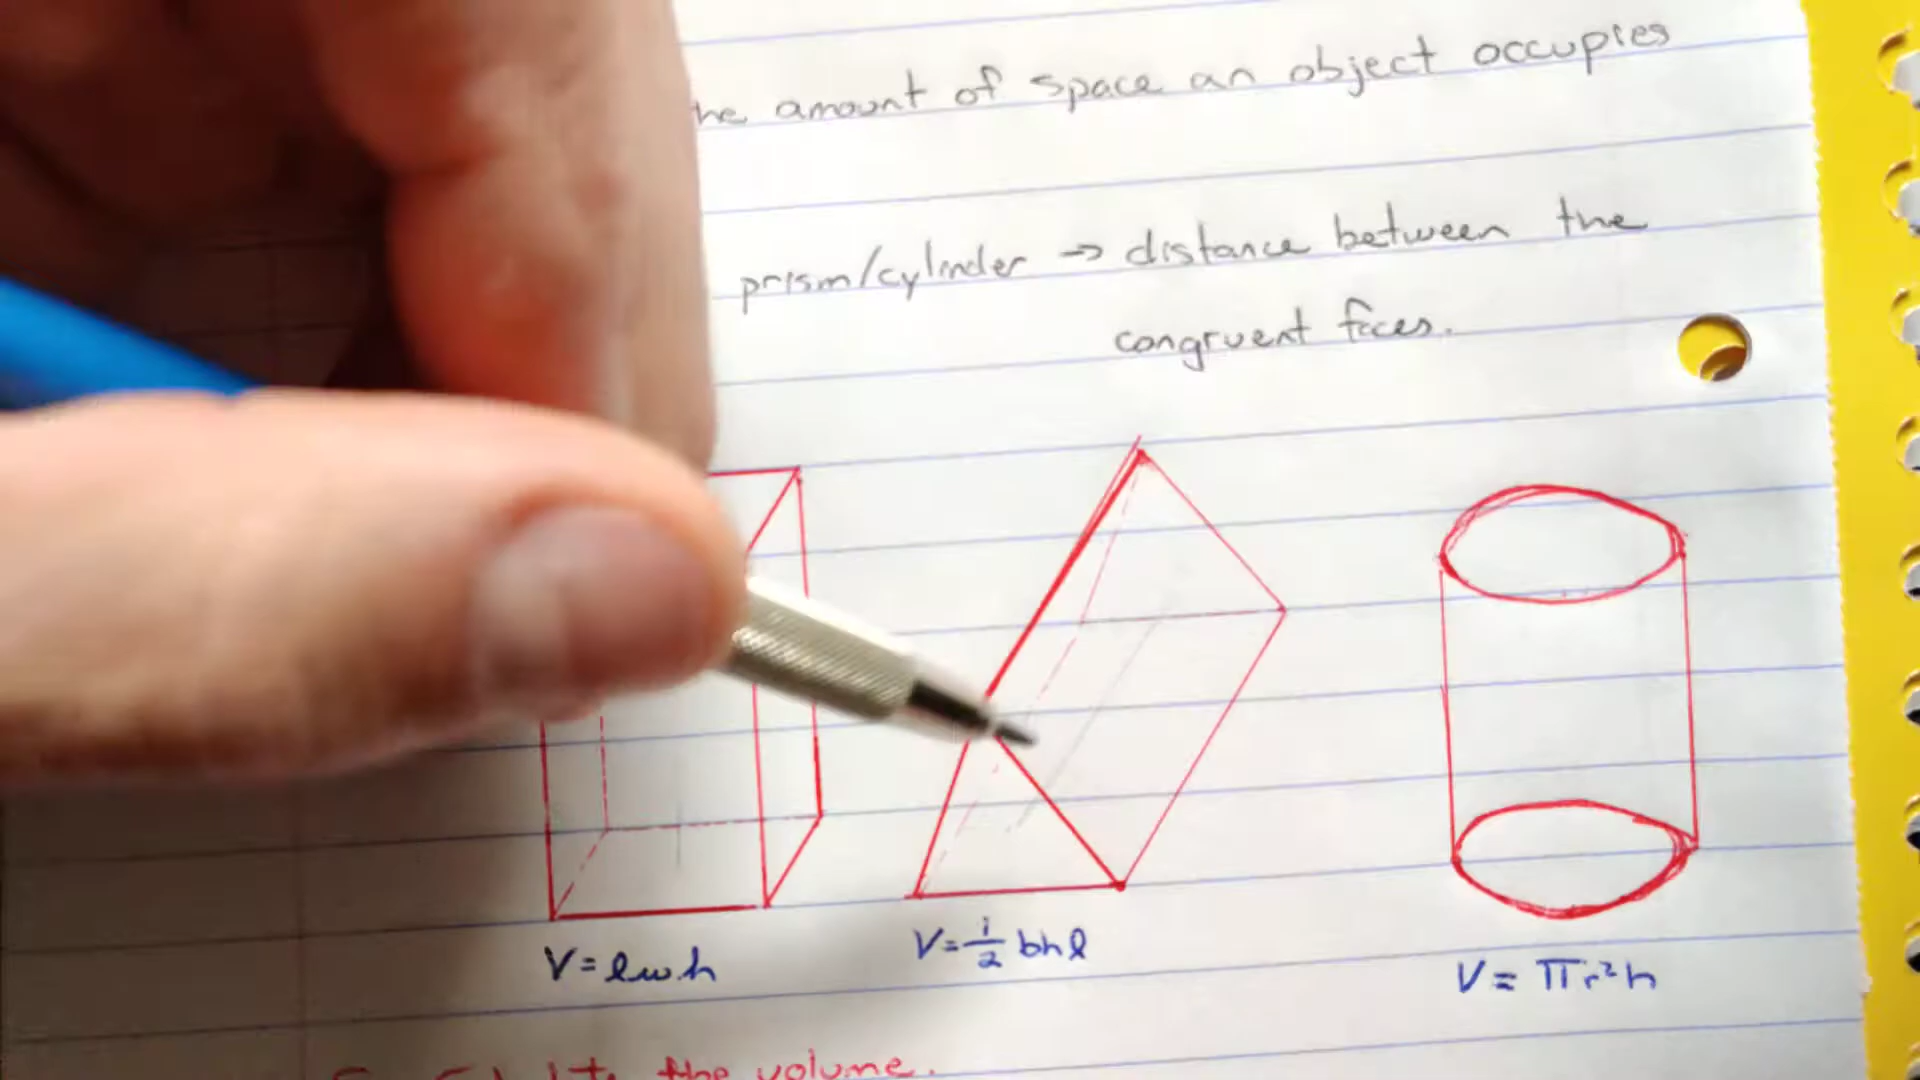 amount of space an object occupies
prism/cylinder → distance between the
congruent faces.
V = lwh
V = 1/2 bhl
V = πr²h
the volume.